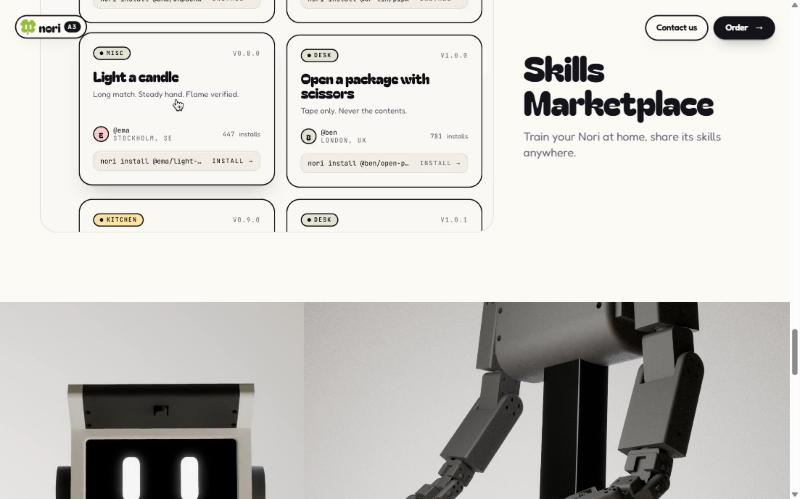 nori A3
Contact us
Order →
MISC
V0.8.0
Light a candle
Long match. Steady hand. Flame verified.
E
@ema
STOCKHOLM, SE
447 installs
nori install @ema/light-…
INSTALL →
DESK
V1.0.0
Open a package with
scissors
Tape only. Never the contents.
B
@ben
LONDON, UK
781 installs
nori install @ben/open-p…
INSTALL →
KITCHEN
V0.9.0
DESK
V1.0.1
Skills
Marketplace
Train your Nori at home, share its skills
anywhere.